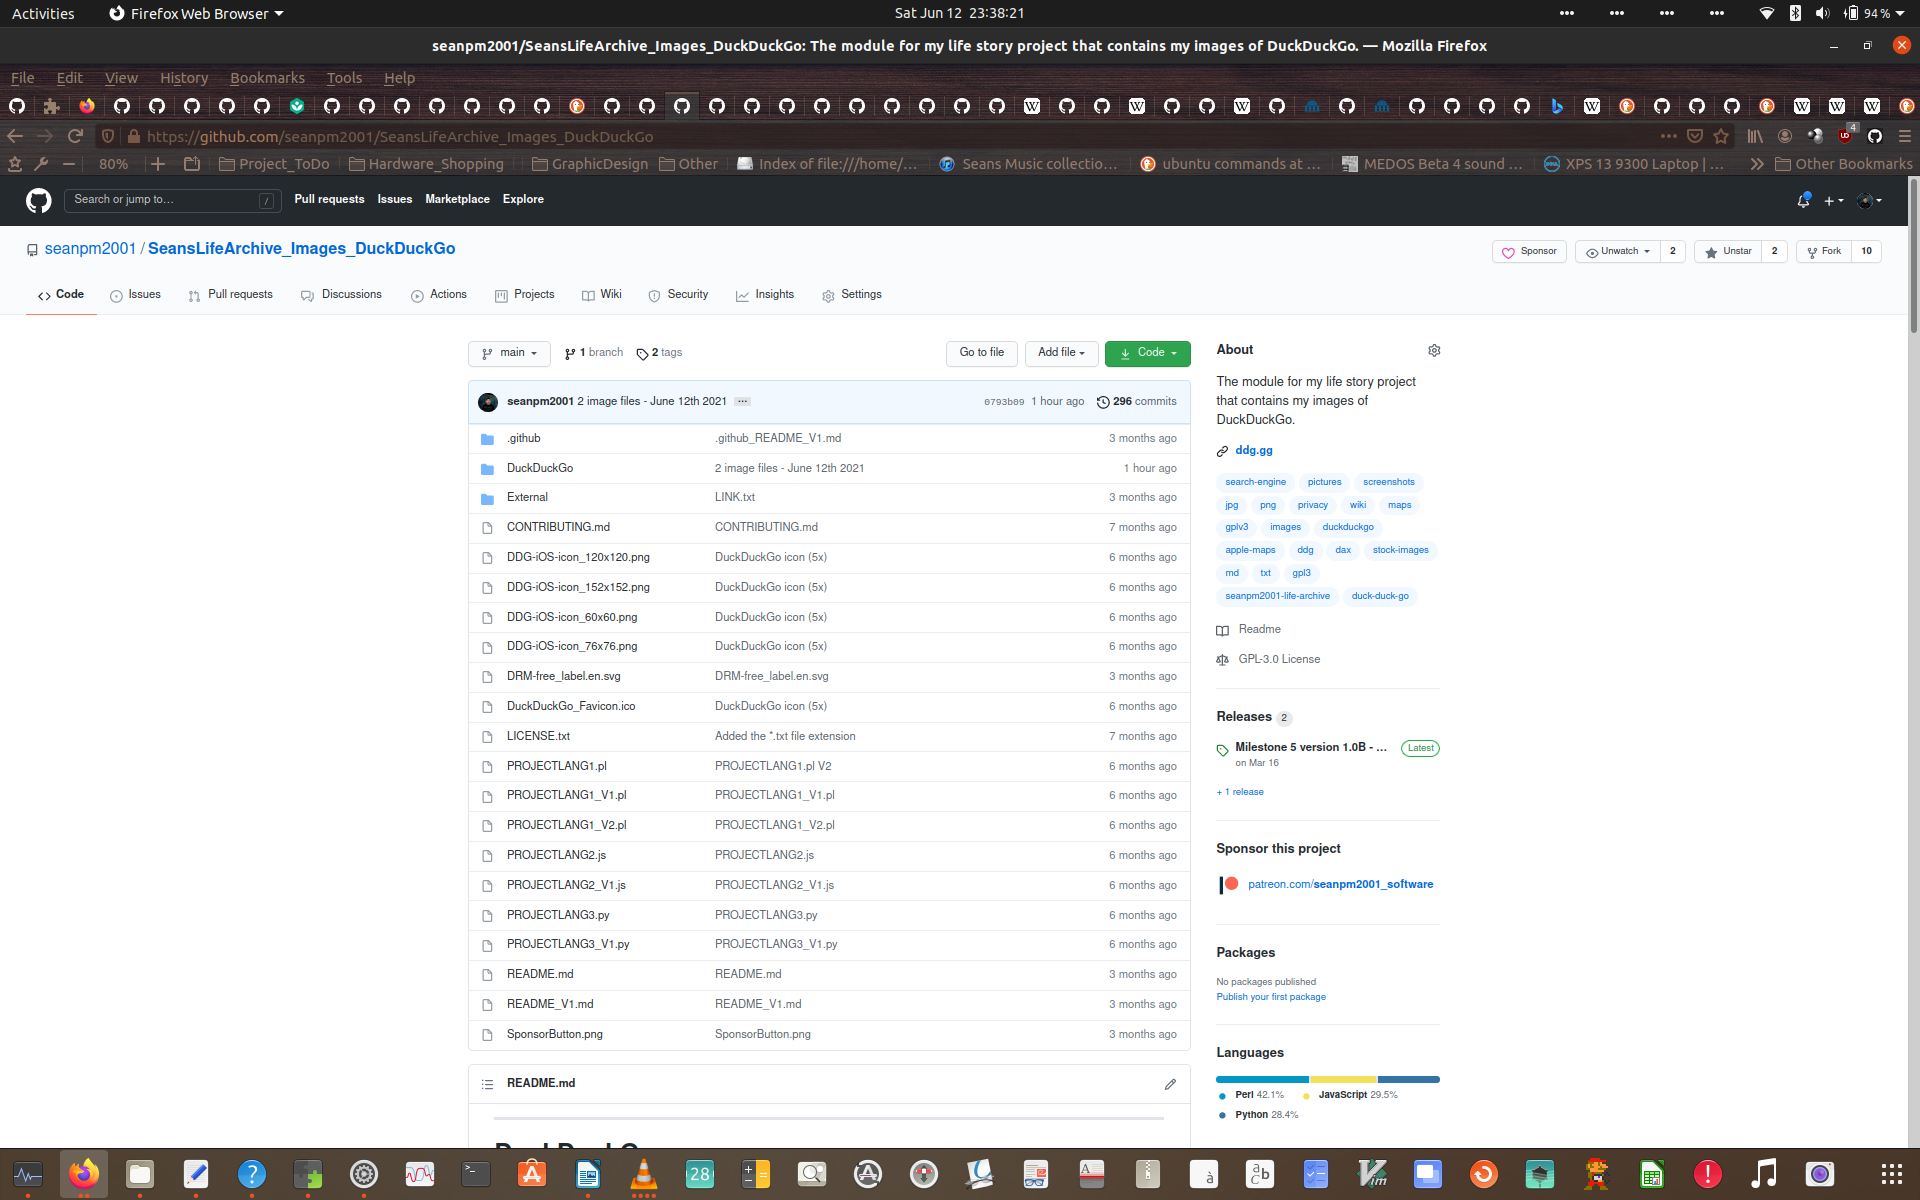 Activities Firefox Web Browser Sat Jun 12 23:38:21 94 %
seanpm2001/SeansLifeArchive_Images_DuckDuckGo: The module for my life story project that contains my images of DuckDuckGo. — Mozilla Firefox
File Edit View History Bookmarks Tools Help
https://github.com/seanpm2001/SeansLifeArchive_Images_DuckDuckGo 4
80% Project_ToDo Hardware_Shopping GraphicDesign Other Index of file:///home/... Seans Music collectio... ubuntu commands at ... MEDOS Beta 4 sound ... XPS 13 9300 Laptop | ... Other Bookmarks
Search or jump to... / Pull requests Issues Marketplace Explore
seanpm2001 / SeansLifeArchive_Images_DuckDuckGo Sponsor Unwatch 2 Unstar 2 Fork 10
Code Issues Pull requests Discussions Actions Projects Wiki Security Insights Settings
main 1 branch 2 tags Go to file Add file Code
seanpm2001 2 image files - June 12th 2021 ... 0793b09 1 hour ago 296 commits
.github .github_README_V1.md 3 months ago
DuckDuckGo 2 image files - June 12th 2021 1 hour ago
External LINK.txt 3 months ago
CONTRIBUTING.md CONTRIBUTING.md 7 months ago
DDG-iOS-icon_120x120.png DuckDuckGo icon (5x) 6 months ago
DDG-iOS-icon_152x152.png DuckDuckGo icon (5x) 6 months ago
DDG-iOS-icon_60x60.png DuckDuckGo icon (5x) 6 months ago
DDG-iOS-icon_76x76.png DuckDuckGo icon (5x) 6 months ago
DRM-free_label.en.svg DRM-free_label.en.svg 3 months ago
DuckDuckGo_Favicon.ico DuckDuckGo icon (5x) 6 months ago
LICENSE.txt Added the *.txt file extension 7 months ago
PROJECTLANG1.pl PROJECTLANG1.pl V2 6 months ago
PROJECTLANG1_V1.pl PROJECTLANG1_V1.pl 6 months ago
PROJECTLANG1_V2.pl PROJECTLANG1_V2.pl 6 months ago
PROJECTLANG2.js PROJECTLANG2.js 6 months ago
PROJECTLANG2_V1.js PROJECTLANG2_V1.js 6 months ago
PROJECTLANG3.py PROJECTLANG3.py 6 months ago
PROJECTLANG3_V1.py PROJECTLANG3_V1.py 6 months ago
README.md README.md 3 months ago
README_V1.md README_V1.md 3 months ago
SponsorButton.png SponsorButton.png 3 months ago
README.md
About
The module for my life story project
that contains my images of
DuckDuckGo.
ddg.gg
search-engine pictures screenshots
jpg png privacy wiki maps
gplv3 images duckduckgo
apple-maps ddg dax stock-images
md txt gpl3
seanpm2001-life-archive duck-duck-go
Readme
GPL-3.0 License
Releases 2
Milestone 5 version 1.0B - ... Latest
on Mar 16
+ 1 release
Sponsor this project
patreon.com/seanpm2001_software
Packages
No packages published
Publish your first package
Languages
Perl 42.1% JavaScript 29.5%
Python 28.4%
28